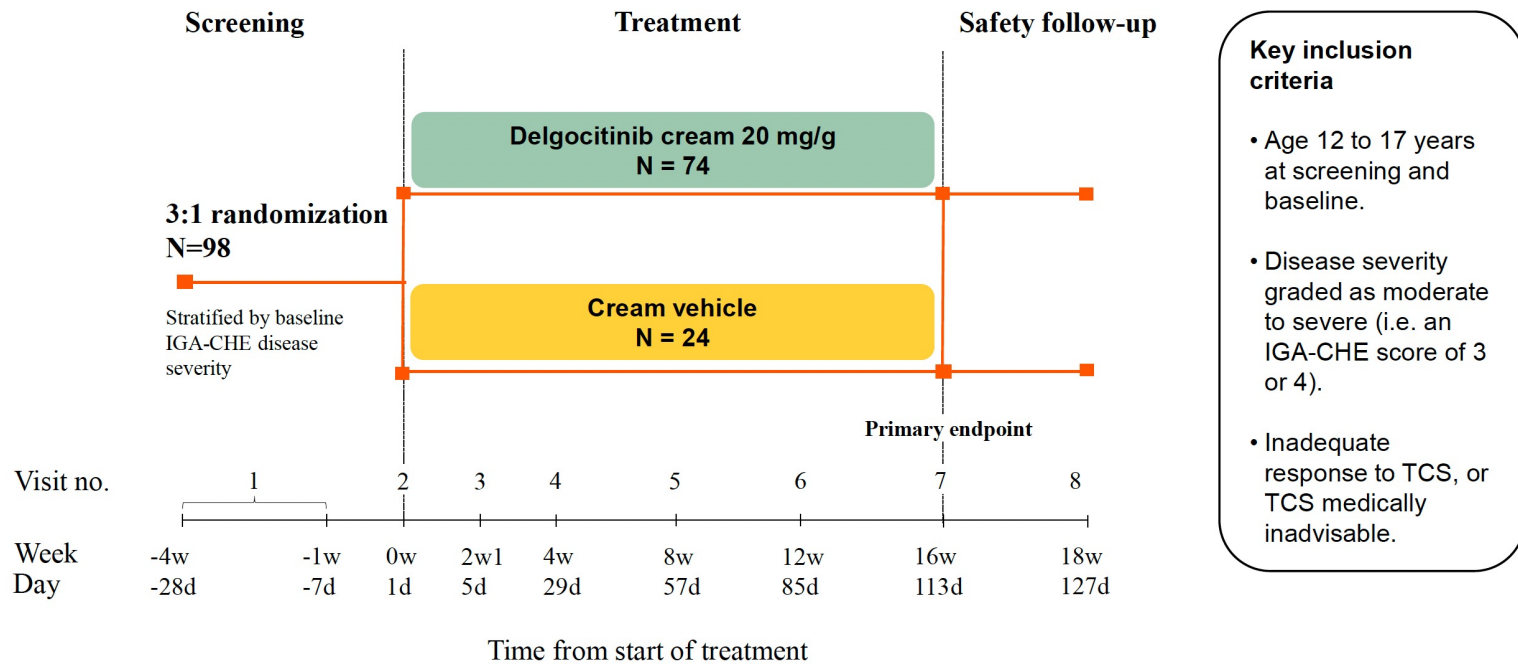 Screening
Treatment
Safety follow-up
Delgocitinib cream 20 mg/g
N = 74
3:1 randomization
N=98
Stratified by baseline
IGA-CHE disease
severity
Cream vehicle
N = 24
Primary endpoint
Visit no. 1 2 3 4 5 6 7 8
Week -4w -1w 0w 2w1 4w 8w 12w 16w 18w
Day -28d -7d 1d 5d 29d 57d 85d 113d 127d
Time from start of treatment
Key inclusion
criteria
• Age 12 to 17 years
at screening and
baseline.
• Disease severity
graded as moderate
to severe (i.e. an
IGA-CHE score of 3
or 4).
• Inadequate
response to TCS, or
TCS medically
inadvisable.